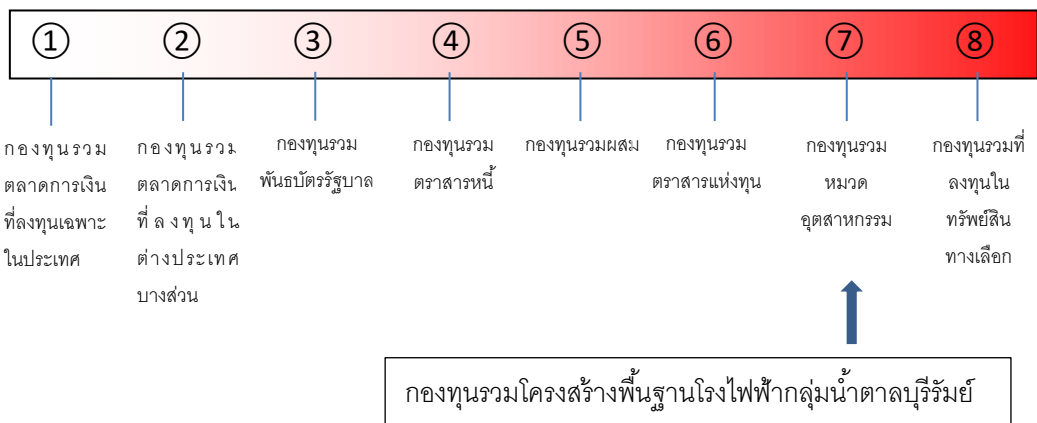 ① ② ③ ④ ⑤ ⑥ ⑦ ⑧
กองทุนรวม
ตลาดการเงิน
ที่ลงทุนเฉพาะ
ในประเทศ
กองทุนรวม
ตลาดการเงิน
ที่ลงทุนใน
ต่างประเทศ
บางส่วน
กองทุนรวม
พันธบัตรรัฐบาล
กองทุนรวม
ตราสารหนี้
กองทุนรวมผสม
กองทุนรวม
ตราสารแห่งทุน
กองทุนรวม
หมวด
อุตสาหกรรม
กองทุนรวมที่
ลงทุนใน
ทรัพย์สิน
ทางเลือก
กองทุนรวมโครงสร้างพื้นฐานโรงไฟฟ้ากลุ่มน้ำตาลบุรีรัมย์